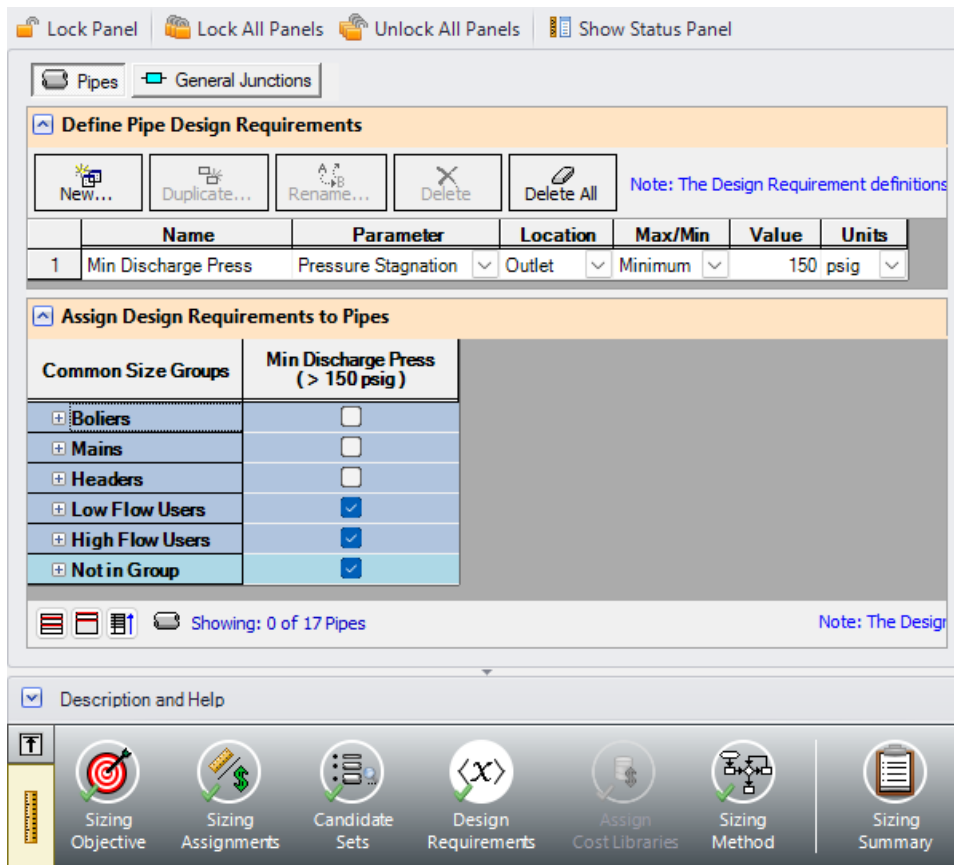 Lock Panel Lock All Panels Unlock All Panels Show Status Panel
Pipes General Junctions
Define Pipe Design Requirements
New... Duplicate... Rename... Delete Delete All Note: The Design Requirement definitions
Name Parameter Location Max/Min Value Units
1 Min Discharge Press Pressure Stagnation Outlet Minimum 150 psig
Assign Design Requirements to Pipes
Common Size Groups Min Discharge Press
( > 150 psig )
Boliers
Mains
Headers
Low Flow Users
High Flow Users
Not in Group
Showing: 0 of 17 Pipes Note: The Design
Description and Help
Sizing Sizing Candidate Design Assign Sizing Sizing
Objective Assignments Sets Requirements Cost Libraries Method Summary